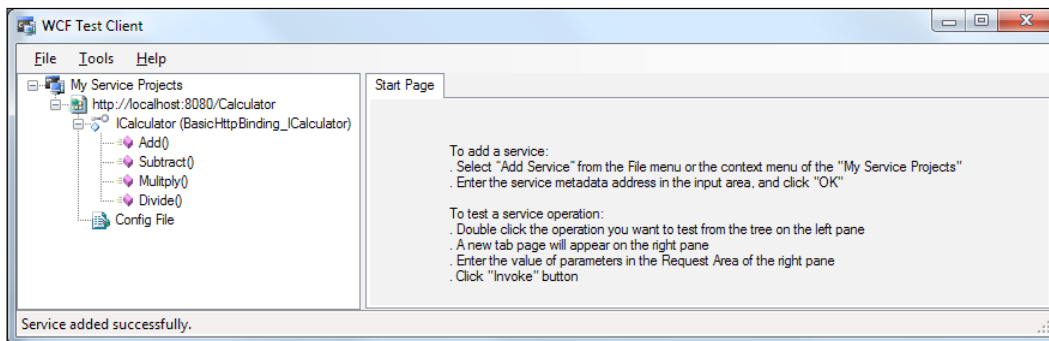 WCF Test Client
File Tools Help
My Service Projects
http://localhost:8080/Calculator
ICalculator (BasicHttpBinding_ICalculator)
Add()
Subtract()
Mulitply()
Divide()
Config File
Start Page
To add a service:
. Select "Add Service" from the File menu or the context menu of the "My Service Projects"
. Enter the service metadata address in the input area, and click "OK"
To test a service operation:
. Double click the operation you want to test from the tree on the left pane
. A new tab page will appear on the right pane
. Enter the value of parameters in the Request Area of the right pane
. Click "Invoke" button
Service added successfully.